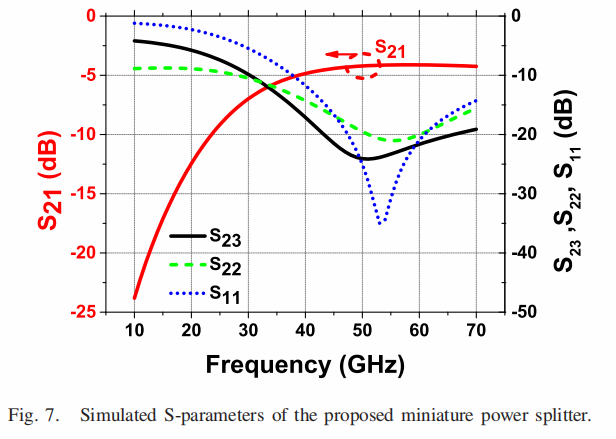 0
-5
-10
-15
-20
-25
S21 (dB)
S21
S23
S22
S11
0
-10
-20
-30
-40
-50
S23 ,S22, S11 (dB)
10 20 30 40 50 60 70
Frequency (GHz)
Fig. 7. Simulated S-parameters of the proposed miniature power splitter.